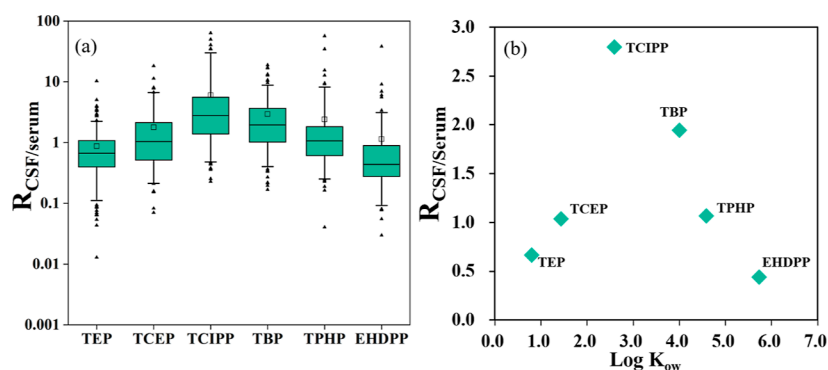 (a)
100
10
1
0.1
0.01
0.001
R_CSF/serum
TEP TCEP TCIPP TBP TPHP EHDPP
(b)
3.0
2.5
2.0
1.5
1.0
0.5
0.0
R_CSF/Serum
TCIPP
TBP
TCEP
TPHP
TEP
EHDPP
0.0 1.0 2.0 3.0 4.0 5.0 6.0 7.0
Log K_ow